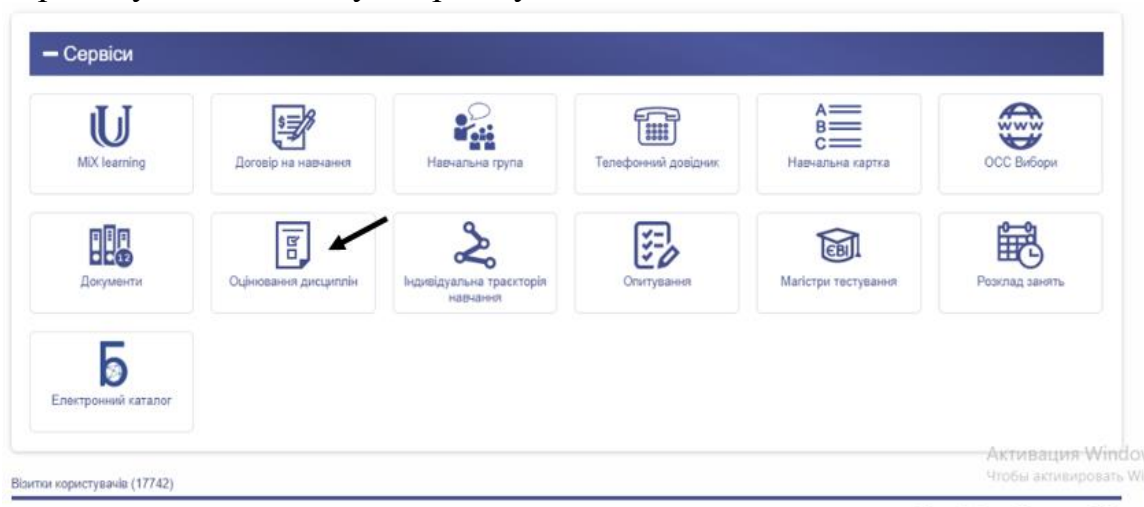 Сервіси
MiX learning
Договір на навчання
Навчальна група
Телефонний довідник
A
B
C
Навчальна картка
www
ОСС Вибори
12
Документи
Оцінювання дисциплін
Індивідуальна траєкторія
навчання
Опитування
ЄВІ
Магістри тестування
Розклад занять
Б
Електронний каталог
Активация Window
Чтобы активировать Wi
Візитки користувачів (17742)